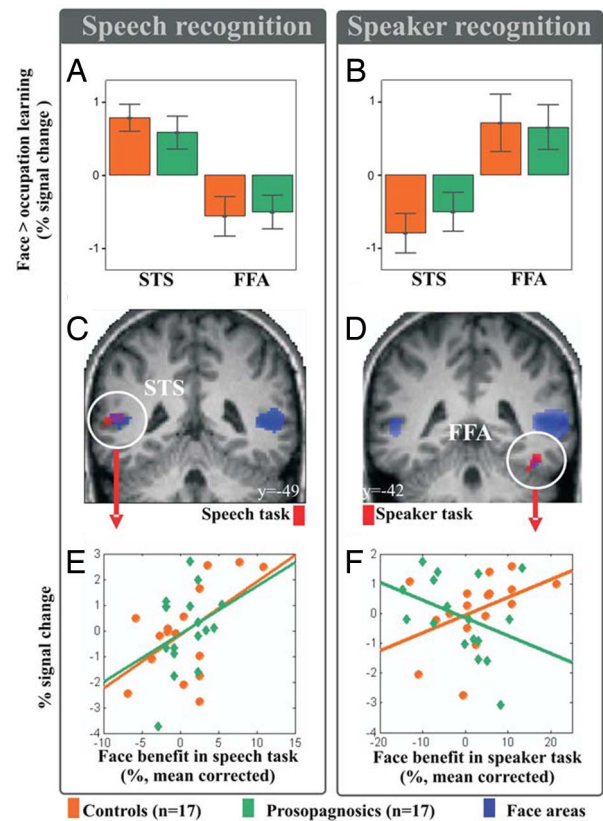 Speech recognition
Speaker recognition
A
B
Face > occupation learning
(% signal change )
1
0
-1
STS
FFA
1
0
-1
STS
FFA
C
D
STS
y=-49
Speech task
FFA
y=-42
Speaker task
E
F
% signal change
3
2
1
0
-1
-2
-3
-4
-10
-5
0
5
10
15
Face benefit in speech task
(%, mean corrected)
2
1
0
-1
-2
-3
-4
-20
-10
0
10
20
Face benefit in speaker task
(%, mean corrected)
Controls (n=17)
Prosopagnosics (n=17)
Face areas